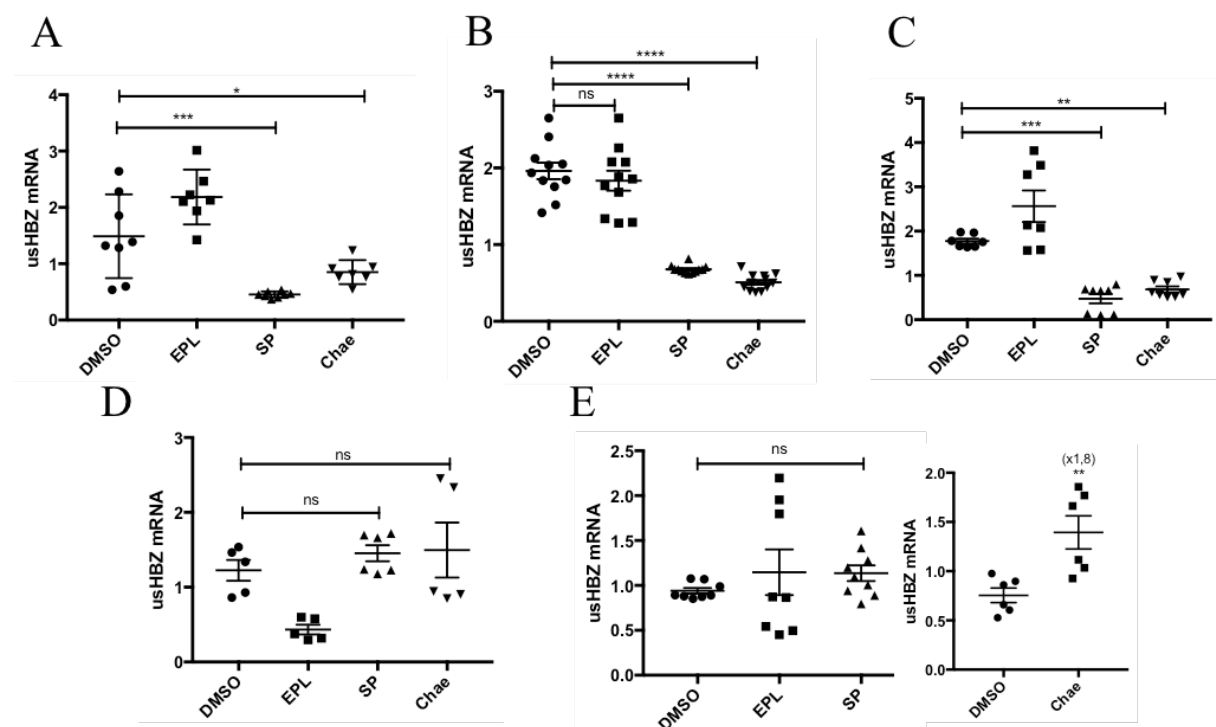 A
usHBZ mRNA
4
3
2
1
0
*
***
DMSO
EPL
SP
Chae
B
usHBZ mRNA
3
2
1
0
****
****
ns
DMSO
EPL
SP
Chae
C
usHBZ mRNA
5
4
3
2
1
0
**
***
DMSO
EPL
SP
Chae
D
usHBZ mRNA
3
2
1
0
ns
ns
DMSO
EPL
SP
Chae
E
usHBZ mRNA
2.5
2.0
1.5
1.0
0.5
0.0
ns
DMSO
EPL
SP
usHBZ mRNA
2.0
1.5
1.0
0.5
0.0
(x1,8)
**
DMSO
Chae